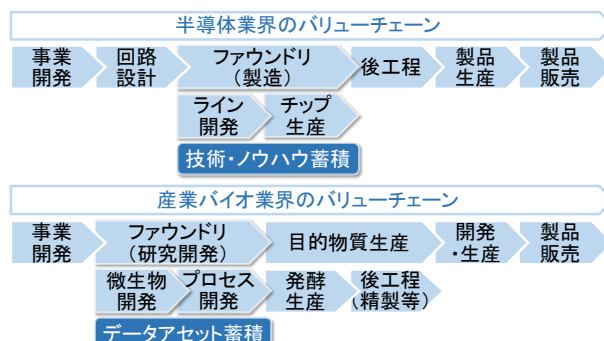 半導体業界のバリューチェーン
事業
開発
回路
設計
ファウンドリ
(製造)
後工程
製品
生産
製品
販売
ライン
開発
チップ
生産
技術・ノウハウ蓄積
産業バイオ業界のバリューチェーン
事業
開発
ファウンドリ
(研究開発)
目的物質生産
開発
・生産
製品
販売
微生物
開発
プロセス
開発
発酵
生産
後工程
(精製等)
データアセット蓄積